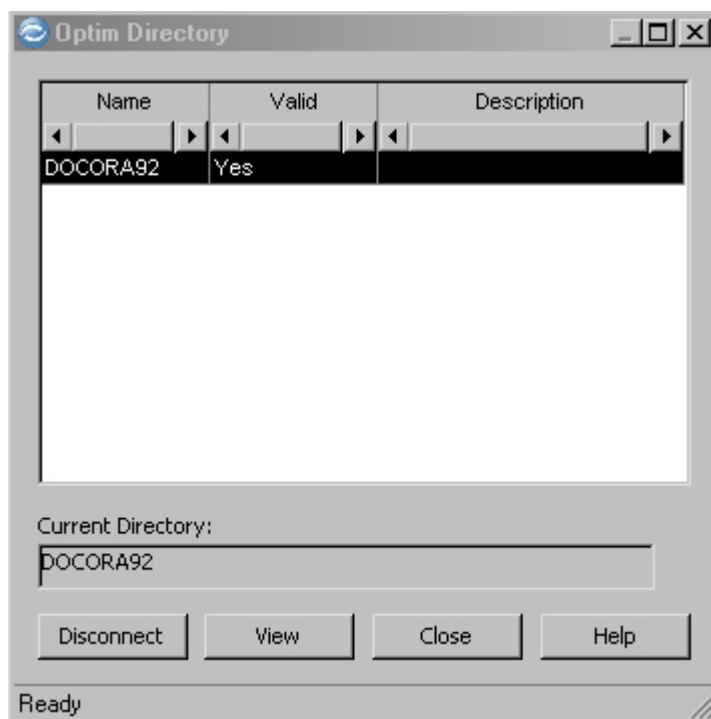 Optim Directory
Name Valid Description
DOCORA92 Yes
Current Directory:
DOCORA92
Disconnect View Close Help
Ready